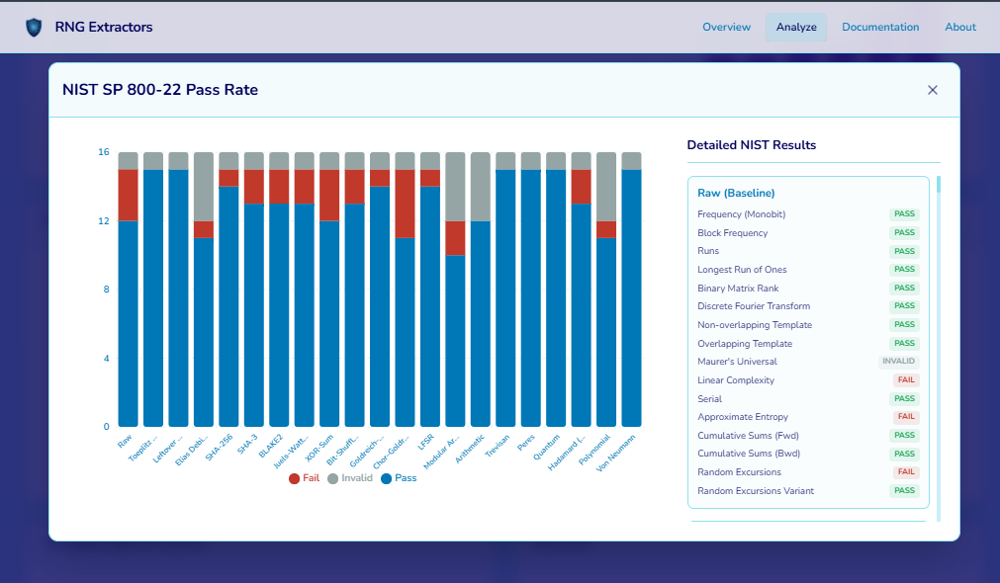 RNG Extractors
Overview
Analyze
Documentation
About
NIST SP 800-22 Pass Rate
16
12
8
4
0
Raw
Toeplitz ...
Leftover ...
Elias Debi...
SHA-256
SHA-3
BLAKE2
Juels-Watt...
XOR-Sum
Bit-Shuffl...
Goldreich-...
Chor-Goldr...
LFSR
Modular Ar...
Arithmetic
Trevisan
Peres
Quantum
Hadamard (...
Polynomial
Von Neumann
Fail
Invalid
Pass
Detailed NIST Results
Raw (Baseline)
Frequency (Monobit) PASS
Block Frequency PASS
Runs PASS
Longest Run of Ones PASS
Binary Matrix Rank PASS
Discrete Fourier Transform PASS
Non-overlapping Template PASS
Overlapping Template PASS
Maurer's Universal INVALID
Linear Complexity FAIL
Serial PASS
Approximate Entropy FAIL
Cumulative Sums (Fwd) PASS
Cumulative Sums (Bwd) PASS
Random Excursions FAIL
Random Excursions Variant PASS